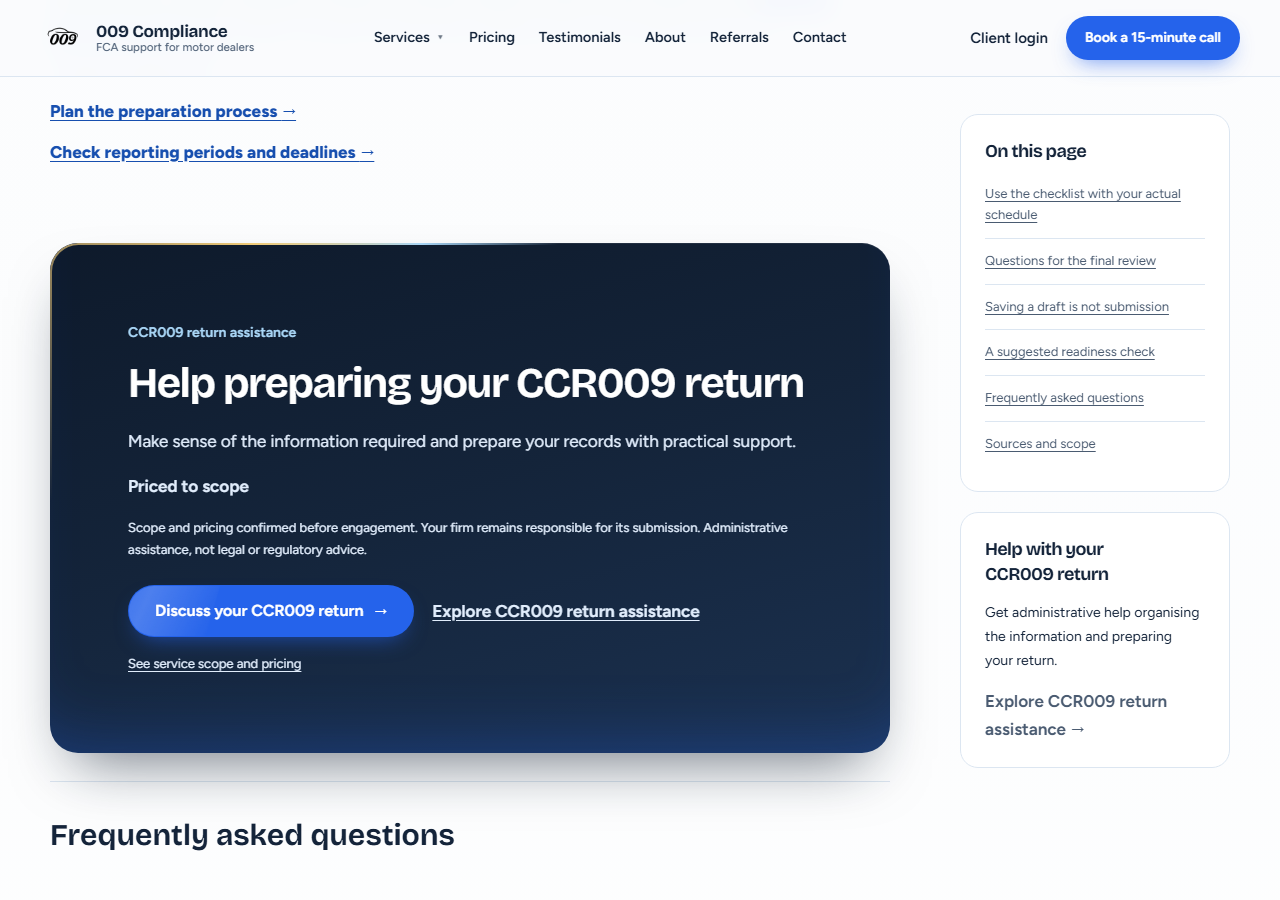 009
009 Compliance
FCA support for motor dealers
Services ▾
Pricing
Testimonials
About
Referrals
Contact
Client login
Book a 15-minute call
Plan the preparation process →
Check reporting periods and deadlines →
CCR009 return assistance
Help preparing your CCR009 return
Make sense of the information required and prepare your records with practical support.
Priced to scope
Scope and pricing confirmed before engagement. Your firm remains responsible for its submission. Administrative
assistance, not legal or regulatory advice.
Discuss your CCR009 return →
Explore CCR009 return assistance
See service scope and pricing
Frequently asked questions
On this page
Use the checklist with your actual
schedule
Questions for the final review
Saving a draft is not submission
A suggested readiness check
Frequently asked questions
Sources and scope
Help with your
CCR009 return
Get administrative help organising
the information and preparing
your return.
Explore CCR009 return
assistance →